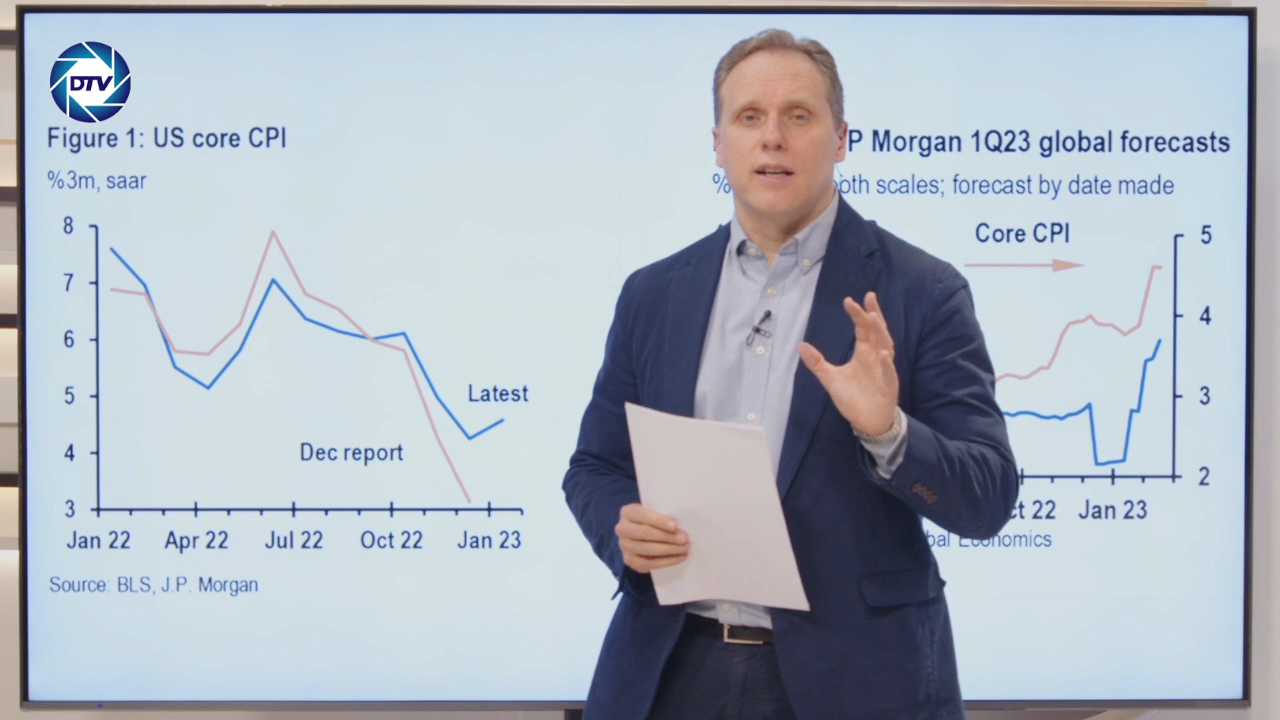 DTV
Figure 1: US core CPI
%3m, saar
8
7
6
5
4
3
Latest
Dec report
Jan 22 Apr 22 Jul 22 Oct 22 Jan 23
Source: BLS, J.P. Morgan
P Morgan 1Q23 global forecasts
% oth scales; forecast by date made
Core CPI
5
4
3
2
ct 22 Jan 23
bal Economics